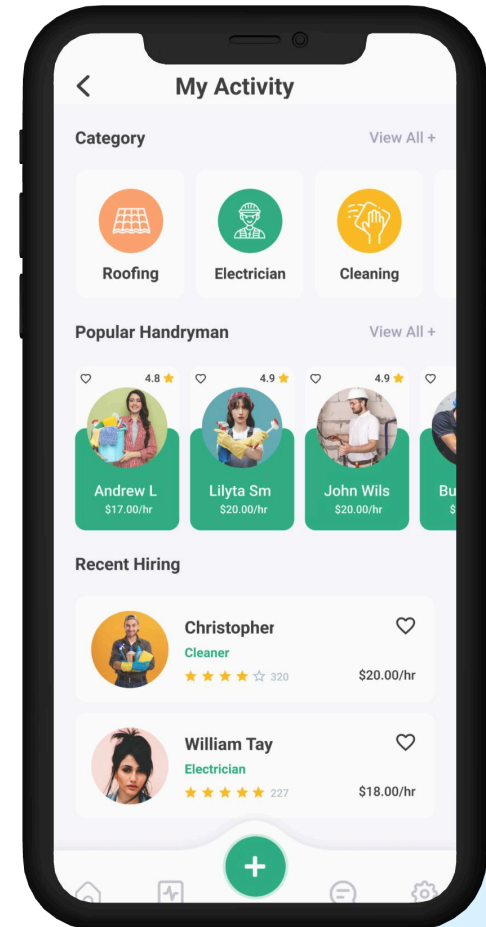 My Activity
Category View All +
Roofing Electrician Cleaning
Popular Handryman View All +
4.8 4.9 4.9
Andrew L Lilyta Sm John Wils Bu
$17.00/hr $20.00/hr $20.00/hr $
Recent Hiring
Christopher
Cleaner
320 $20.00/hr
William Tay
Electrician
227 $18.00/hr